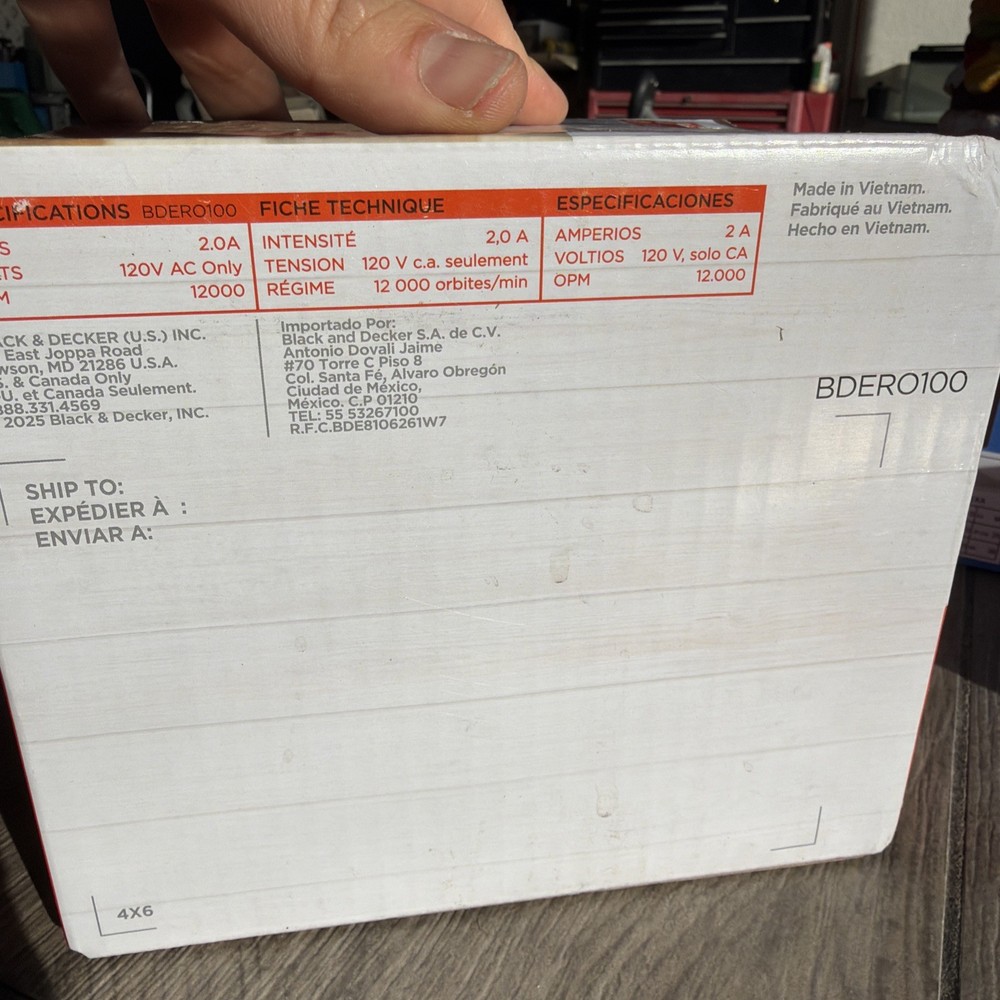 CIFICATIONS BDERO100
S 2.0A
TS 120V AC Only
M 12000
FICHE TECHNIQUE
INTENSITÉ 2,0 A
TENSION 120 V c.a. seulement
RÉGIME 12 000 orbites/min
ESPECIFICACIONES
AMPERIOS 2 A
VOLTIOS 120 V, solo CA
OPM 12.000
Made in Vietnam.
Fabriqué au Vietnam.
Hecho en Vietnam.
ACK & DECKER (U.S.) INC.
East Joppa Road
wson, MD 21286 U.S.A.
S. & Canada Only
U. et Canada Seulement.
888.331.4569
2025 Black & Decker, INC.
Importado Por:
Black and Decker S.A. de C.V.
Antonio Dovali Jaime
#70 Torre C Piso 8
Col. Santa Fé, Alvaro Obregón
Ciudad de México,
México. C.P 01210
TEL: 55 53267100
R.F.C.BDE8106261W7
BDERO100
SHIP TO:
EXPÉDIER À :
ENVIAR A:
4X6